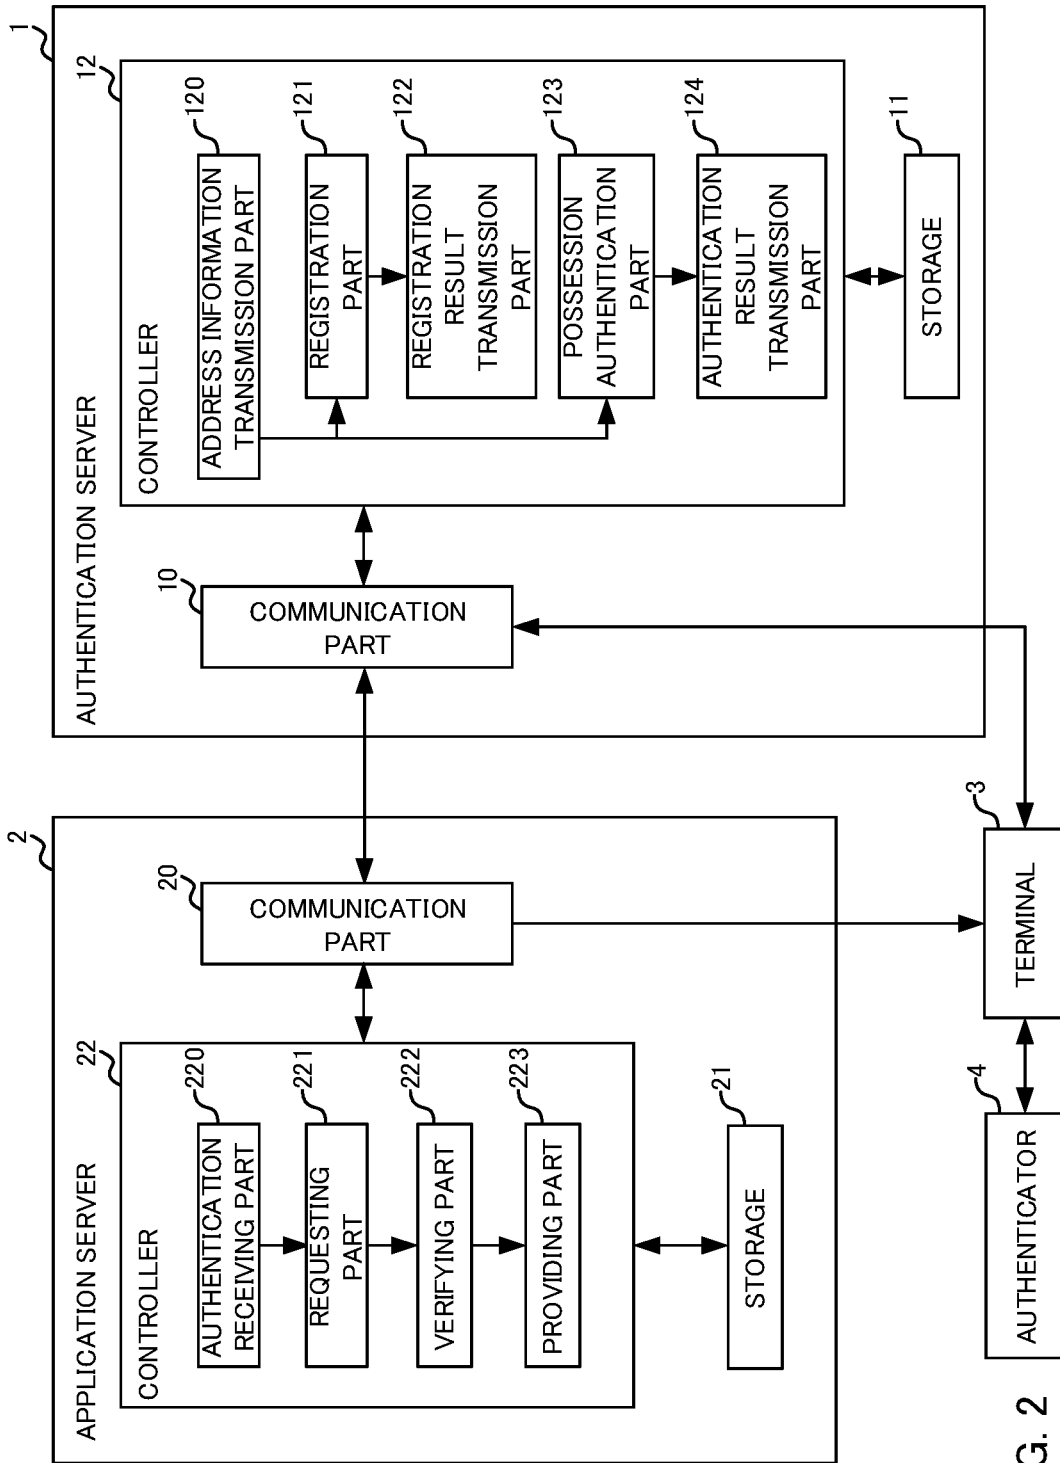 APPLICATION SERVER
2
CONTROLLER
22
AUTHENTICATION
RECEIVING PART
220
REQUESTING
PART
221
VERIFYING PART
222
PROVIDING PART
223
STORAGE
21
COMMUNICATION
PART
20
AUTHENTICATION SERVER
1
COMMUNICATION
PART
10
CONTROLLER
12
ADDRESS INFORMATION
TRANSMISSION PART
120
REGISTRATION
PART
121
REGISTRATION
RESULT
TRANSMISSION
PART
122
POSSESSION
AUTHENTICATION
PART
123
AUTHENTICATION
RESULT
TRANSMISSION
PART
124
STORAGE
11
AUTHENTICATOR
4
TERMINAL
3
G. 2